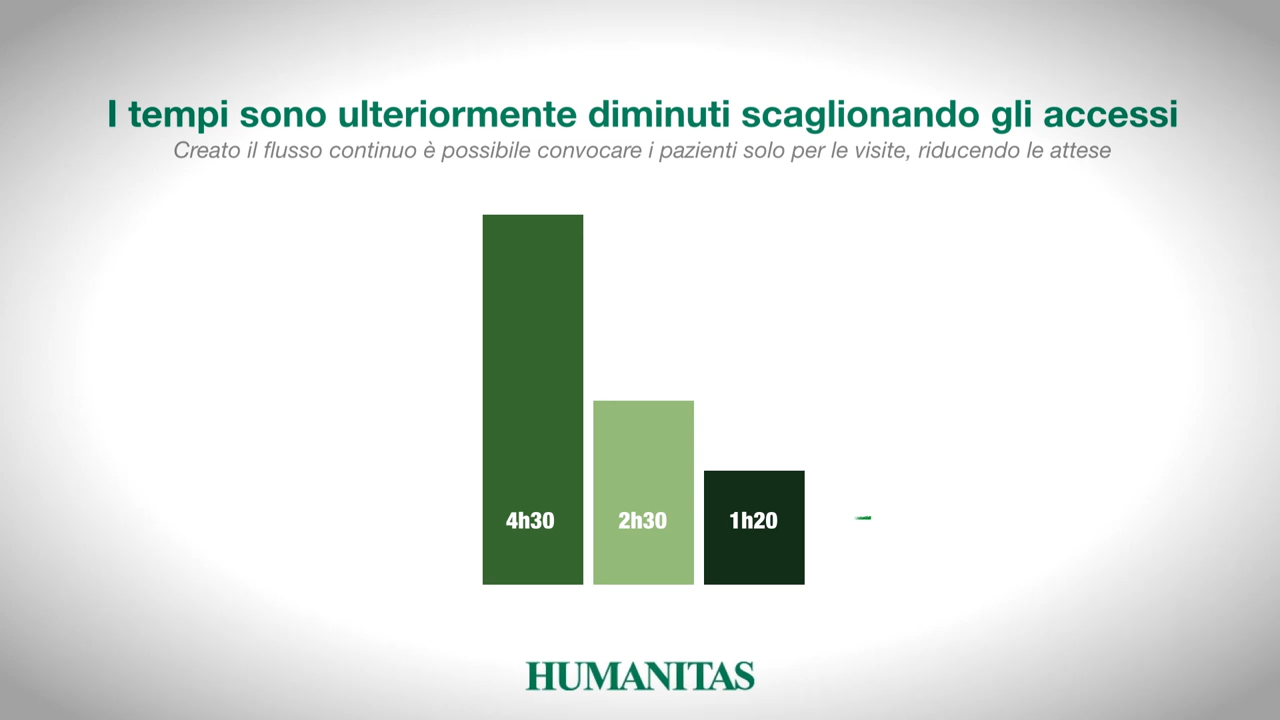 I tempi sono ulteriormente diminuti scaglionando gli accessi
Creato il flusso continuo è possibile convocare i pazienti solo per le visite, riducendo le attese
4h30
2h30
1h20
HUMANITAS